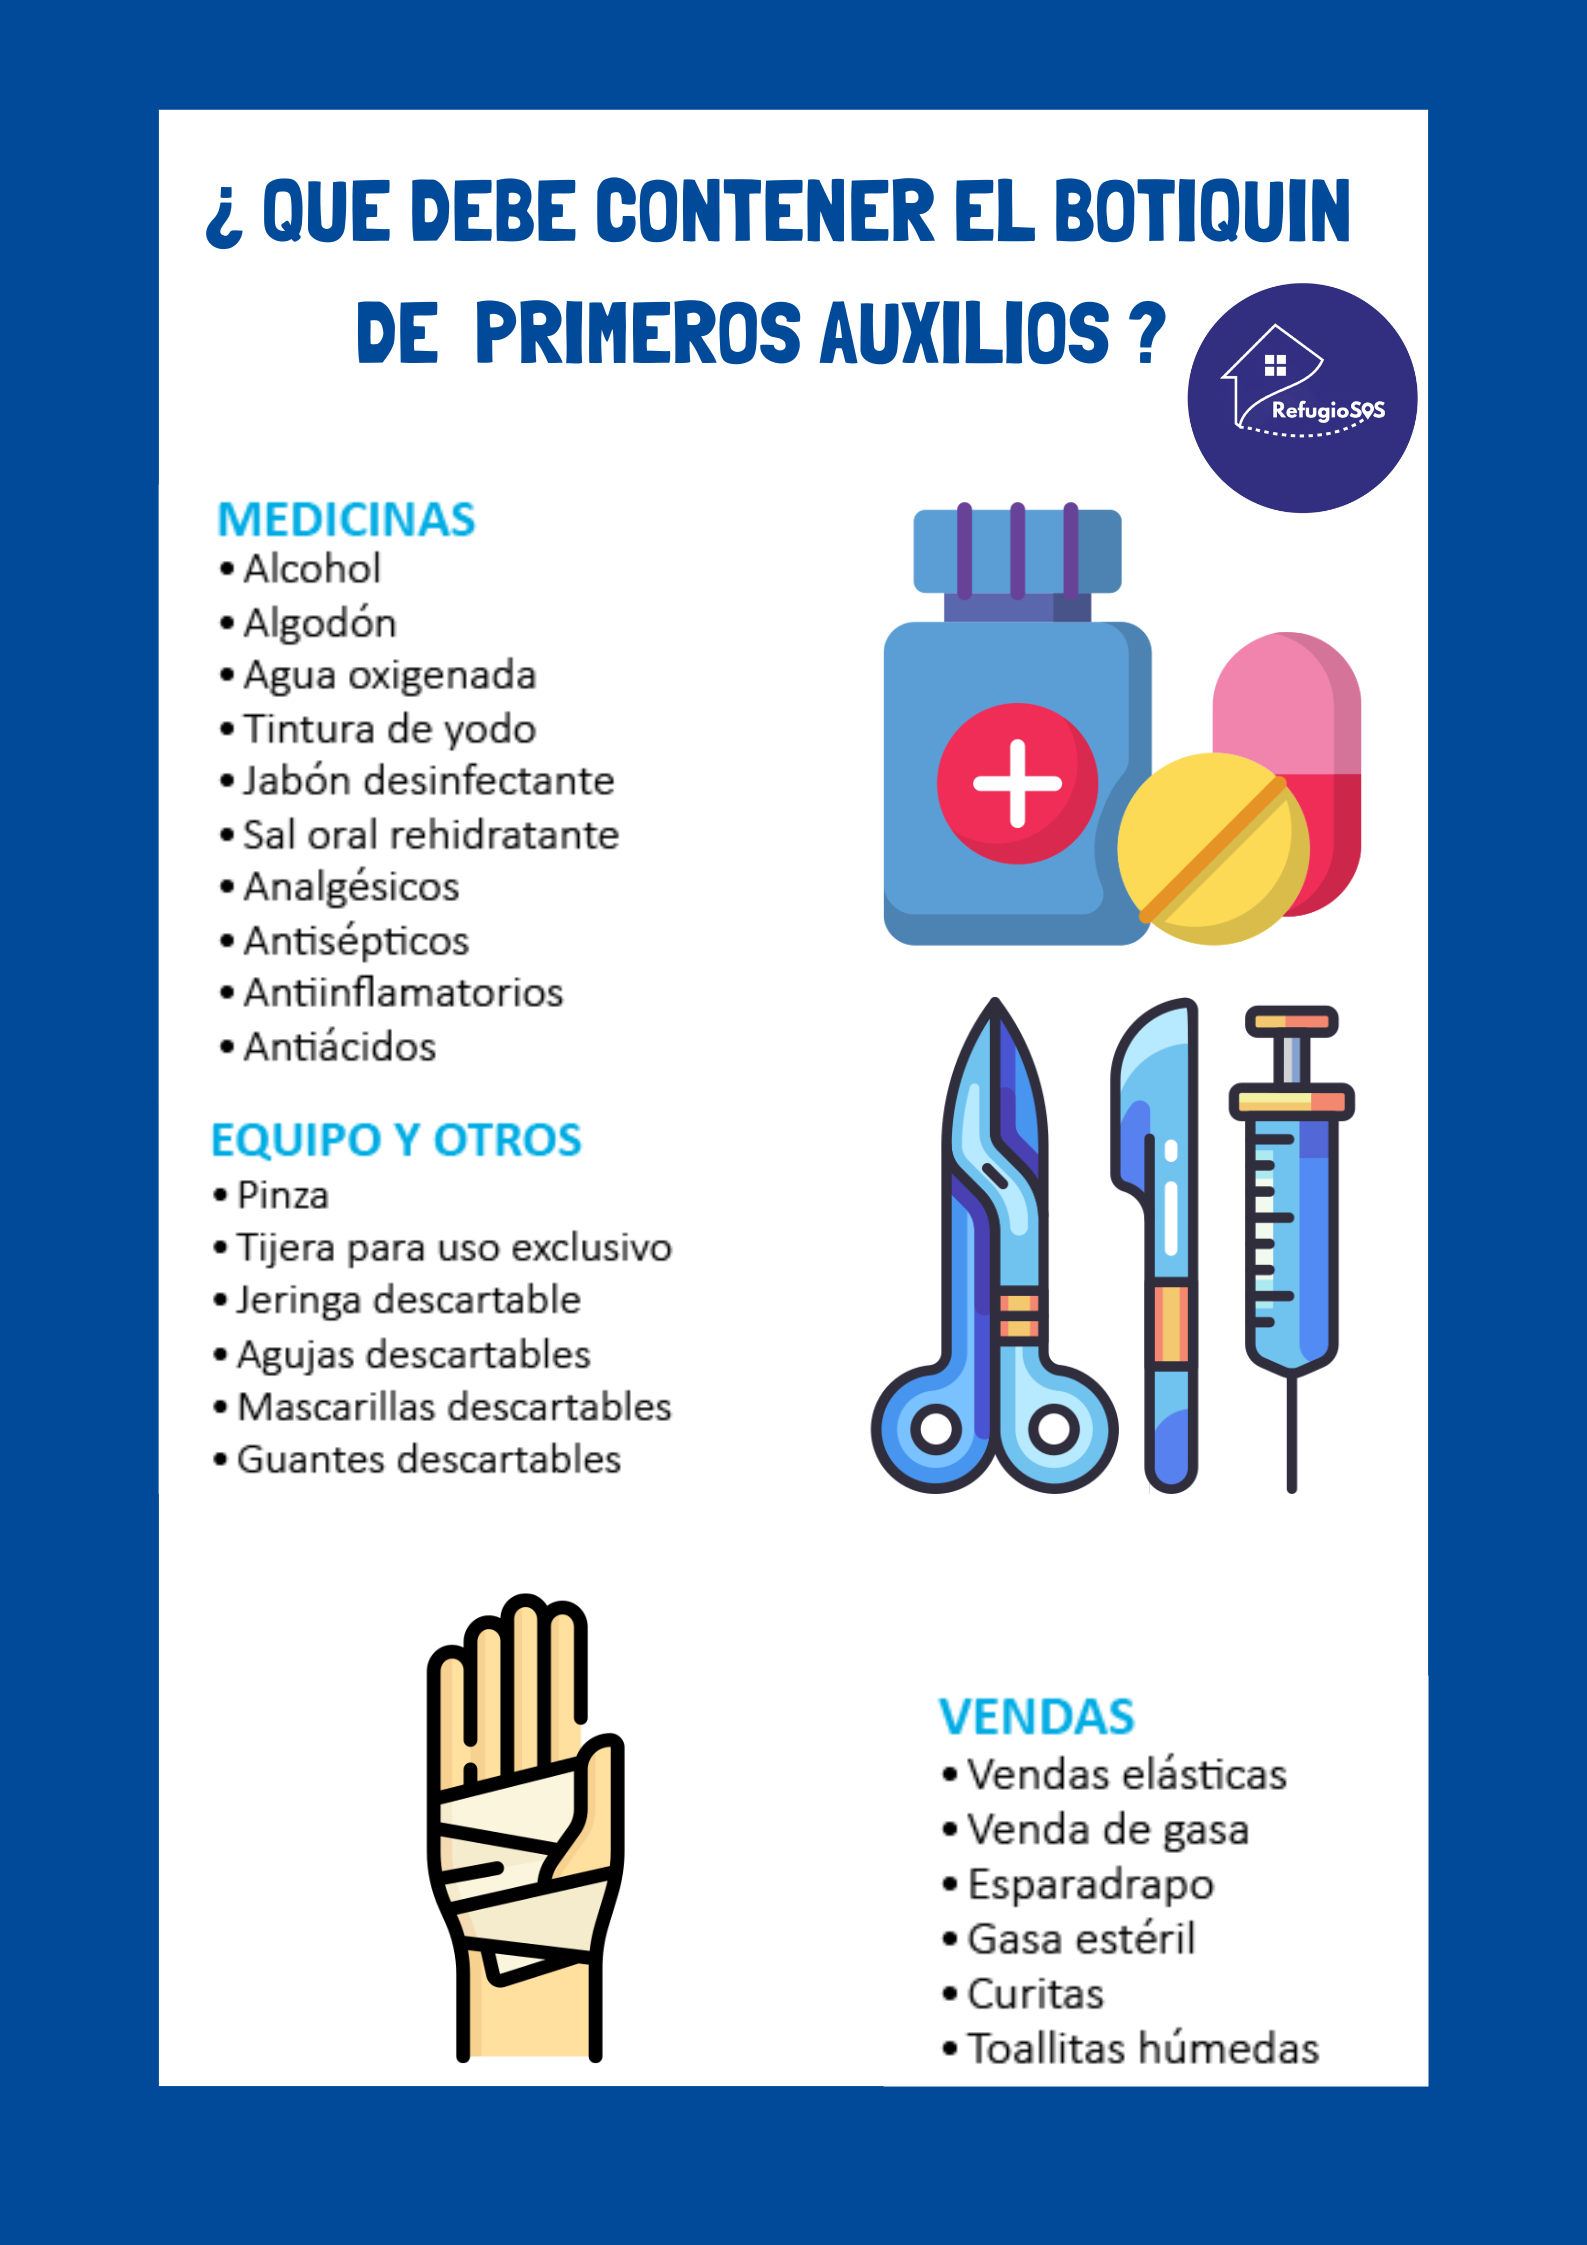 ¿ QUE DEBE CONTENER EL BOTIQUIN
DE PRIMEROS AUXILIOS ?
RefugioSOS
MEDICINAS
• Alcohol
• Algodón
• Agua oxigenada
• Tintura de yodo
• Jabón desinfectante
• Sal oral rehidratante
• Analgésicos
• Antisépticos
• Antiinflamatorios
• Antiácidos
EQUIPO Y OTROS
• Pinza
• Tijera para uso exclusivo
• Jeringa descartable
• Agujas descartables
• Mascarillas descartables
• Guantes descartables
VENDAS
• Vendas elásticas
• Venda de gasa
• Esparadrapo
• Gasa estéril
• Curitas
• Toallitas húmedas